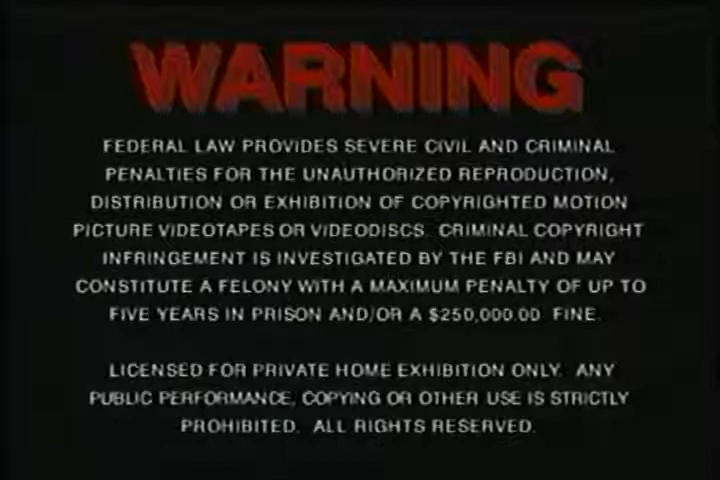 WARNING
FEDERAL LAW PROVIDES SEVERE CIVIL AND CRIMINAL
PENALTIES FOR THE UNAUTHORIZED REPRODUCTION,
DISTRIBUTION OR EXHIBITION OF COPYRIGHTED MOTION
PICTURE VIDEOTAPES OR VIDEODISCS. CRIMINAL COPYRIGHT
INFRINGEMENT IS INVESTIGATED BY THE FBI AND MAY
CONSTITUTE A FELONY WITH A MAXIMUM PENALTY OF UP TO
FIVE YEARS IN PRISON AND/OR A $250,000.00 FINE.
LICENSED FOR PRIVATE HOME EXHIBITION ONLY. ANY
PUBLIC PERFORMANCE, COPYING OR OTHER USE IS STRICTLY
PROHIBITED. ALL RIGHTS RESERVED.